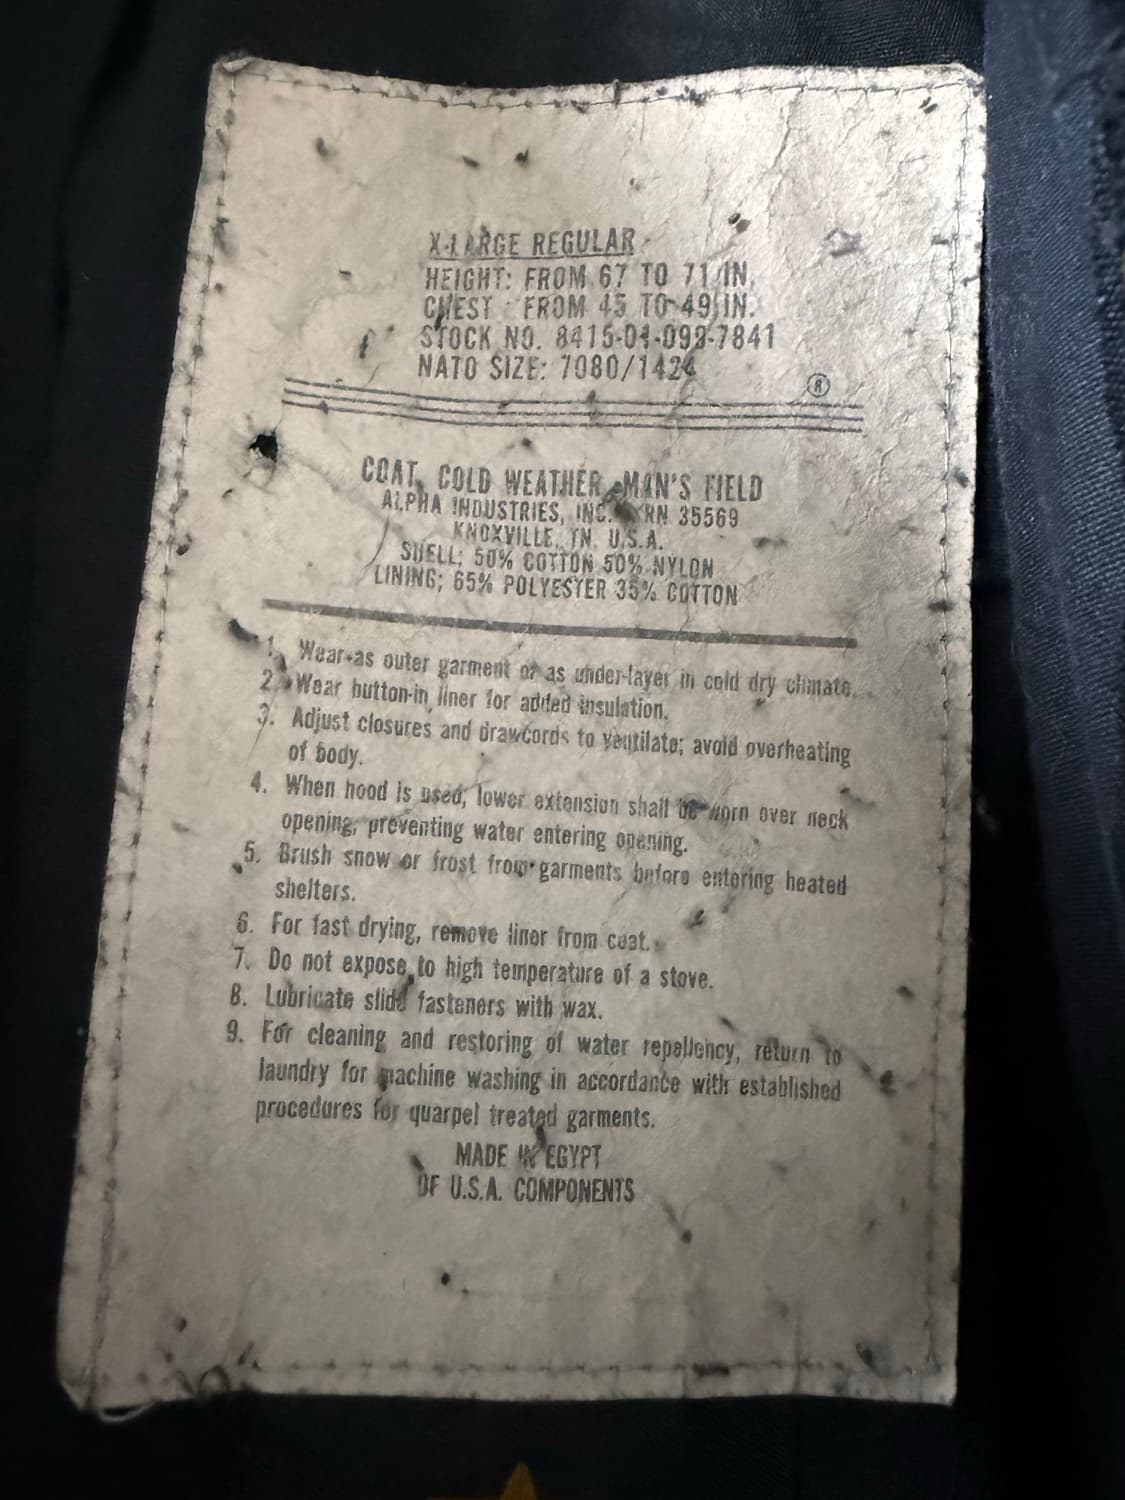 X-LARGE REGULAR
HEIGHT: FROM 67 TO 71 IN.
CHEST : FROM 45 TO 49 IN.
STOCK NO. 8415-01-099-7841
NATO SIZE: 7080/1424
®
COAT, COLD WEATHER, MAN'S FIELD
ALPHA INDUSTRIES, INC. RN 35569
KNOXVILLE, TN. U.S.A.
SHELL; 50% COTTON 50% NYLON
LINING; 65% POLYESTER 35% COTTON
1. Wear as outer garment or as under-layer in cold dry climate.
2. Wear button-in liner for added insulation.
3. Adjust closures and drawcords to ventilate; avoid overheating
of body.
4. When hood is used, lower extension shall be worn over neck
opening, preventing water entering opening.
5. Brush snow or frost from garments before entering heated
shelters.
6. For fast drying, remove liner from coat.
7. Do not expose to high temperature of a stove.
8. Lubricate slide fasteners with wax.
9. For cleaning and restoring of water repellency, return to
laundry for machine washing in accordance with established
procedures for quarpel treated garments.
MADE IN EGYPT
OF U.S.A. COMPONENTS